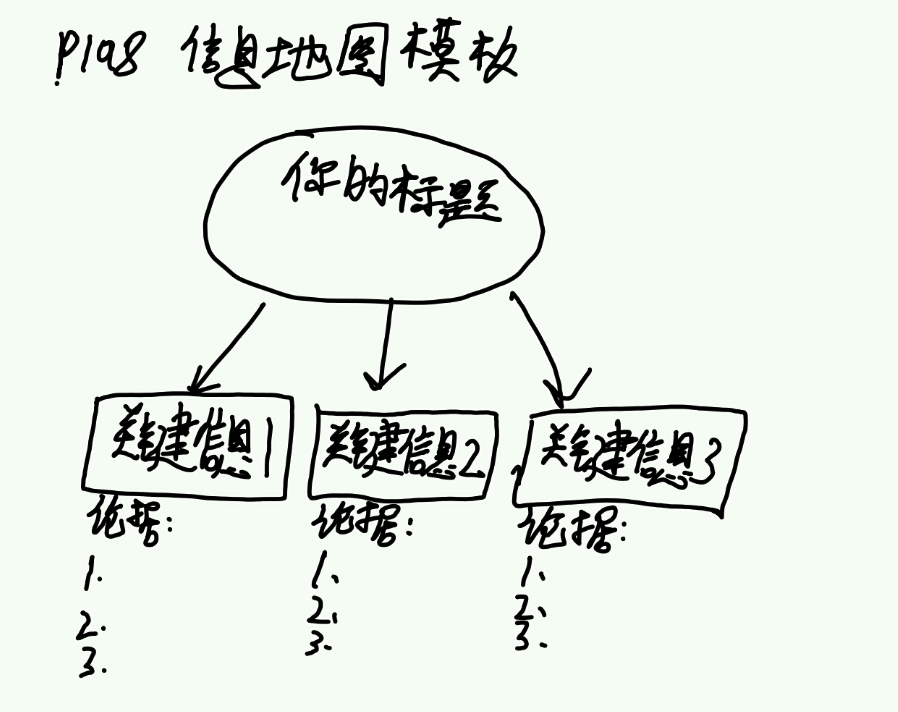 P198 信息地图模板
你的标题
关键信息1
关键信息2
关键信息3
论据:
1.
2.
3.
论据:
1、
2、
3、
论据:
1、
2、
3、